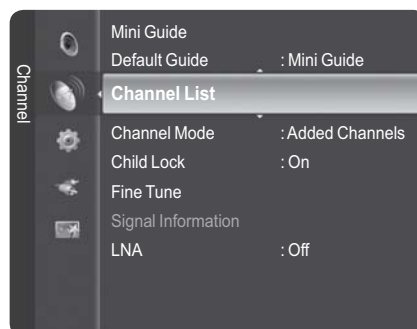 Channel
Mini Guide
Default Guide : Mini Guide
Channel List
Channel Mode : Added Channels
Child Lock : On
Fine Tune
Signal Information
LNA : Off